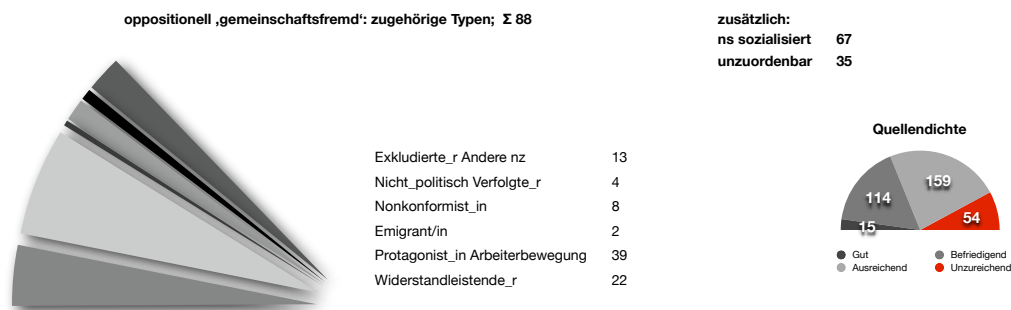 oppositionell ‚gemeinschaftsfremd‘: zugehörige Typen; Σ 88
zusätzlich:
ns sozialisiert 67
unzuordenbar 35
Exkludierte_r Andere nz 13
Nicht_politisch Verfolgte_r 4
Nonkonformist_in 8
Emigrant/in 2
Protagonist_in Arbeiterbewegung 39
Widerstandleistende_r 22
Quellendichte
159
114
54
15
Gut
Befriedigend
Ausreichend
Unzureichend